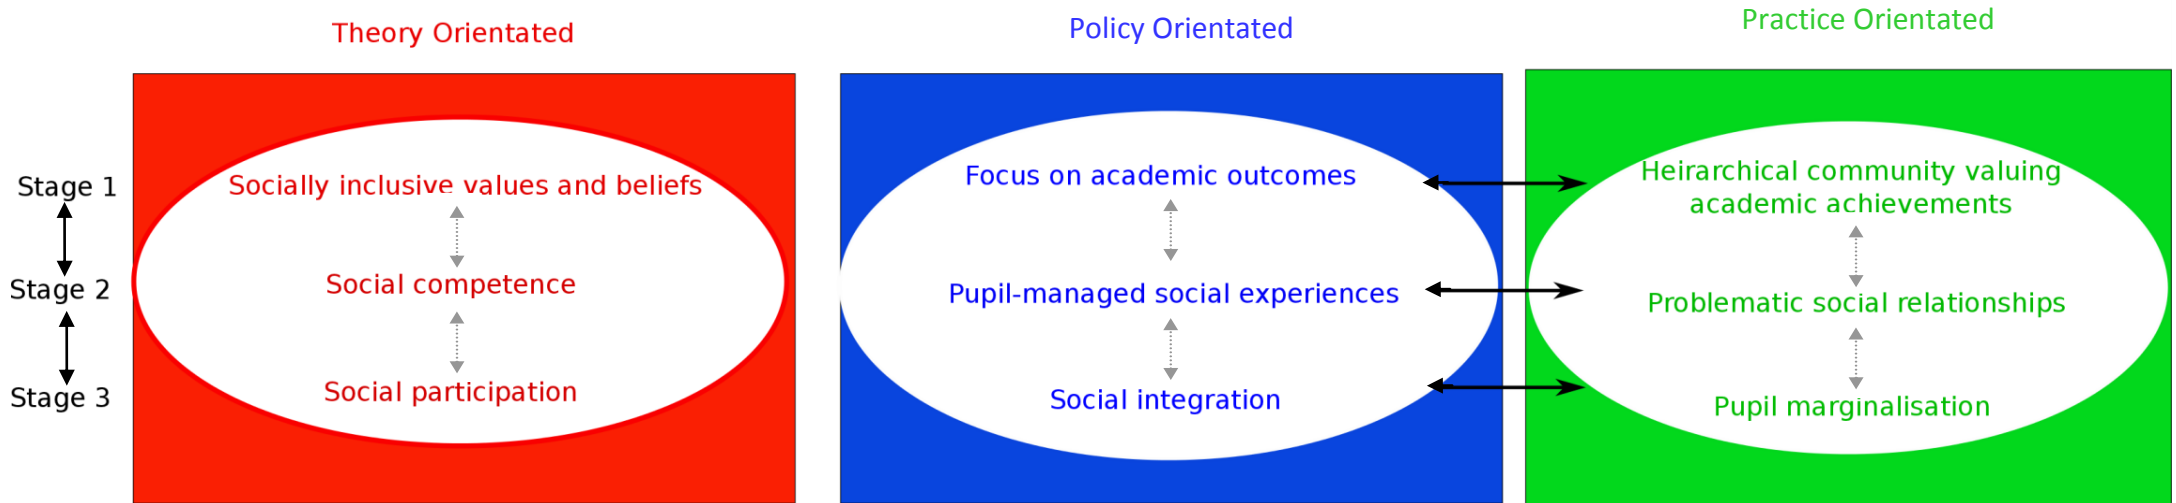 Theory Orientated
Policy Orientated
Practice Orientated
Stage 1
Stage 2
Stage 3
Socially inclusive values and beliefs
Social competence
Social participation
Focus on academic outcomes
Pupil-managed social experiences
Social integration
Heirarchical community valuing
academic achievements
Problematic social relationships
Pupil marginalisation